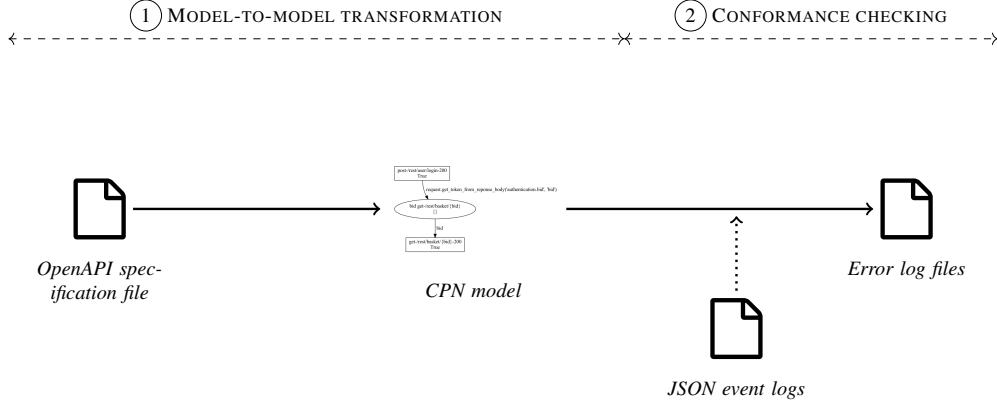 1 MODEL-TO-MODEL TRANSFORMATION
2 CONFORMANCE CHECKING
post-/rest/user/login-200
True
request.get_token_from_reponse_body('authentication.bid', 'bid')
bid get-/rest/basket/{bid}
[]
bid
get-/rest/basket/{bid}-200
True
OpenAPI spec-
ification file
CPN model
Error log files
JSON event logs